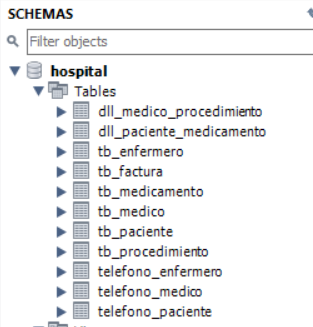 SCHEMAS
Filter objects
hospital
Tables
dll_medico_procedimiento
dll_paciente_medicamento
tb_enfermero
tb_factura
tb_medicamento
tb_medico
tb_paciente
tb_procedimiento
telefono_enfermero
telefono_medico
telefono_paciente